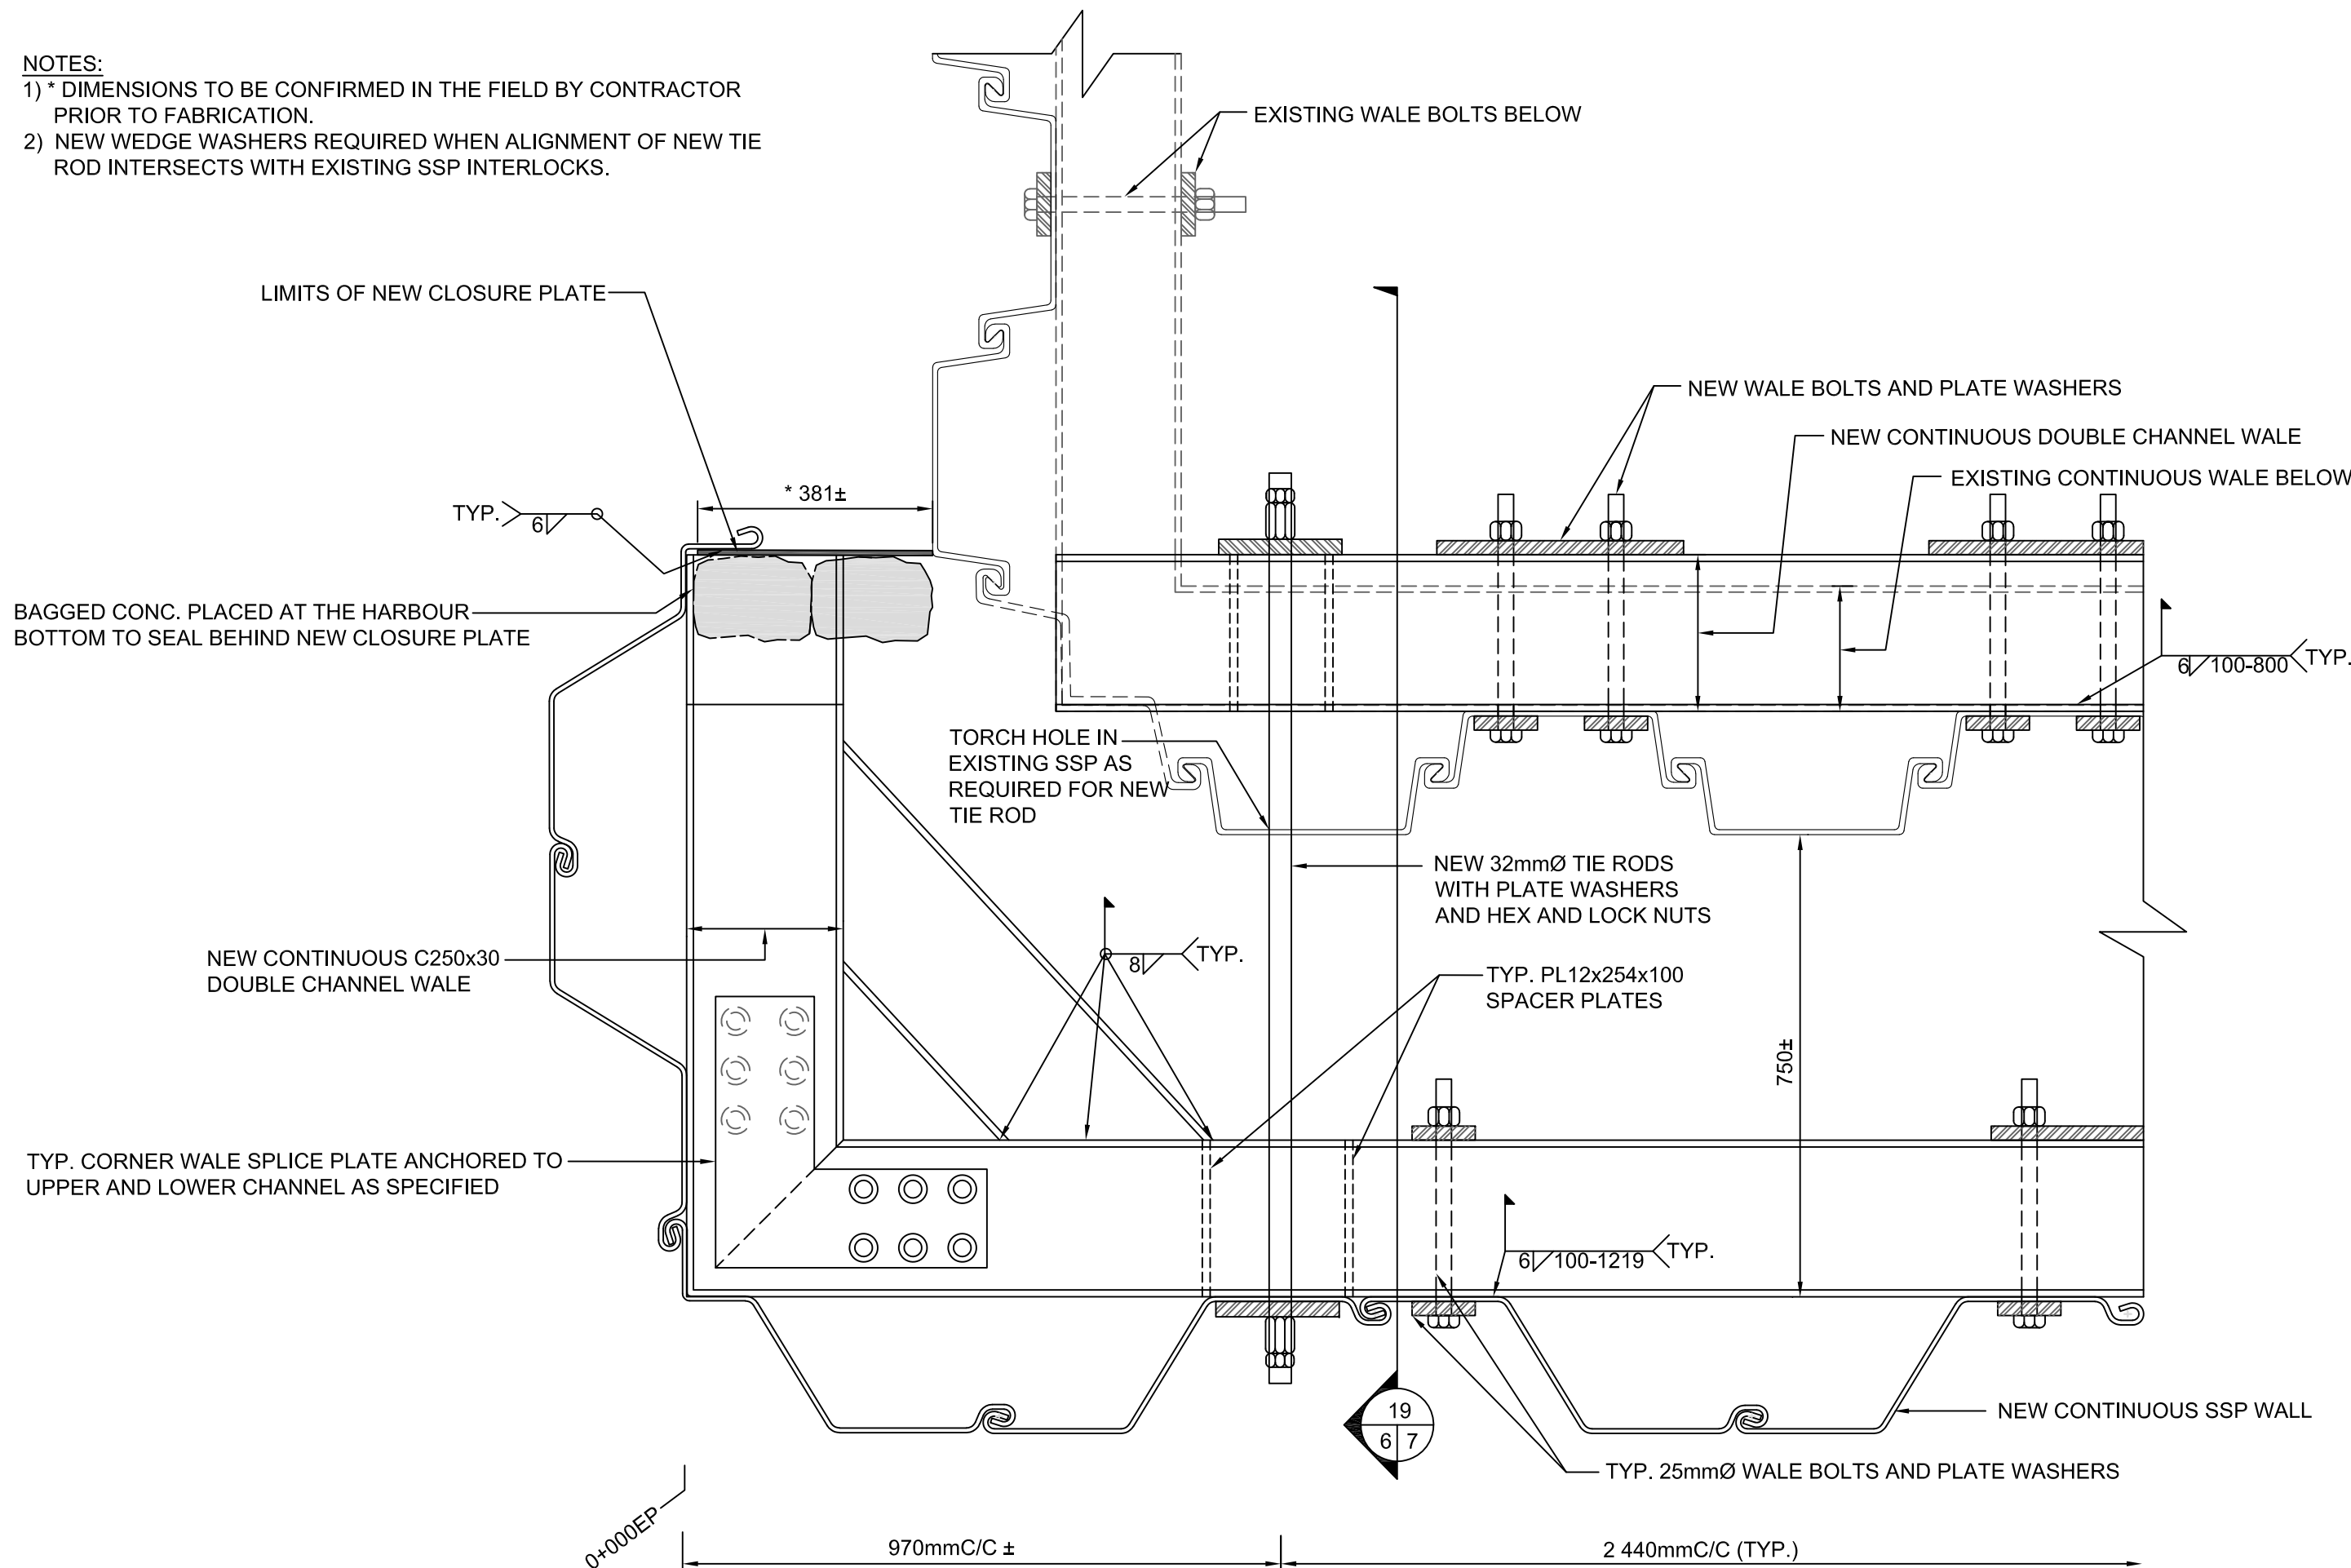 NOTES:
1) * DIMENSIONS TO BE CONFIRMED IN THE FIELD BY CONTRACTOR
PRIOR TO FABRICATION.
2) NEW WEDGE WASHERS REQUIRED WHEN ALIGNMENT OF NEW TIE
ROD INTERSECTS WITH EXISTING SSP INTERLOCKS.
EXISTING WALE BOLTS BELOW
LIMITS OF NEW CLOSURE PLATE
NEW WALE BOLTS AND PLATE WASHERS
NEW CONTINUOUS DOUBLE CHANNEL WALE
EXISTING CONTINUOUS WALE BELOW
* 381±
TYP.
6
BAGGED CONC. PLACED AT THE HARBOUR
BOTTOM TO SEAL BEHIND NEW CLOSURE PLATE
6 100-800 TYP.
TORCH HOLE IN
EXISTING SSP AS
REQUIRED FOR NEW
TIE ROD
NEW 32mmØ TIE RODS
WITH PLATE WASHERS
AND HEX AND LOCK NUTS
NEW CONTINUOUS C250x30
DOUBLE CHANNEL WALE
8 TYP.
TYP. PL12x254x100
SPACER PLATES
750±
TYP. CORNER WALE SPLICE PLATE ANCHORED TO
UPPER AND LOWER CHANNEL AS SPECIFIED
6 100-1219 TYP.
19
6 7
NEW CONTINUOUS SSP WALL
TYP. 25mmØ WALE BOLTS AND PLATE WASHERS
0+000EP
970mmC/C ±
2 440mmC/C (TYP.)